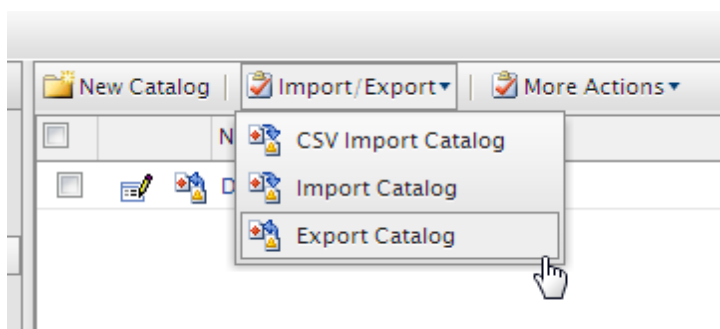 New Catalog Import/Export More Actions
N
CSV Import Catalog
D
Import Catalog
Export Catalog